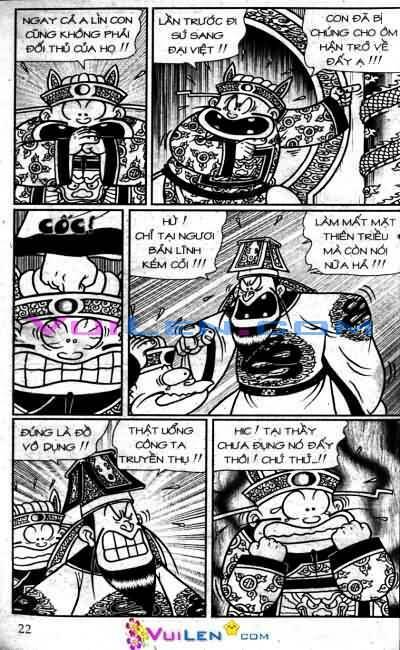 NGAY CẢ A LÌN CON
CŨNG KHÔNG PHẢI
ĐỐI THỦ CỦA HỌ !!
LẦN TRƯỚC ĐI
SỨ SANG
ĐẠI VIỆT !!
CON ĐÃ BỊ
CHÚNG CHO ÔM
HẬN TRỞ VỀ
ĐẤY Ạ !!!
CỐC!
HỪ !
CHỈ TẠI NGƯƠI
BẢN LĨNH
KÉM CỎI !!!
LÀM MẤT MẶT
THIÊN TRIỀU
MÀ CÒN NÓI
NỮA HẢ !!!
VUILEN.COM
ĐÚNG LÀ ĐỒ
VÔ DỤNG !!
THẬT UỔNG
CÔNG TA
TRUYỀN THỤ !!
HIC ! TẠI THẦY
CHƯA ĐỤNG NÓ ĐẤY
THÔI ! CHỨ THỬ...!!
22
VUILEN.COM